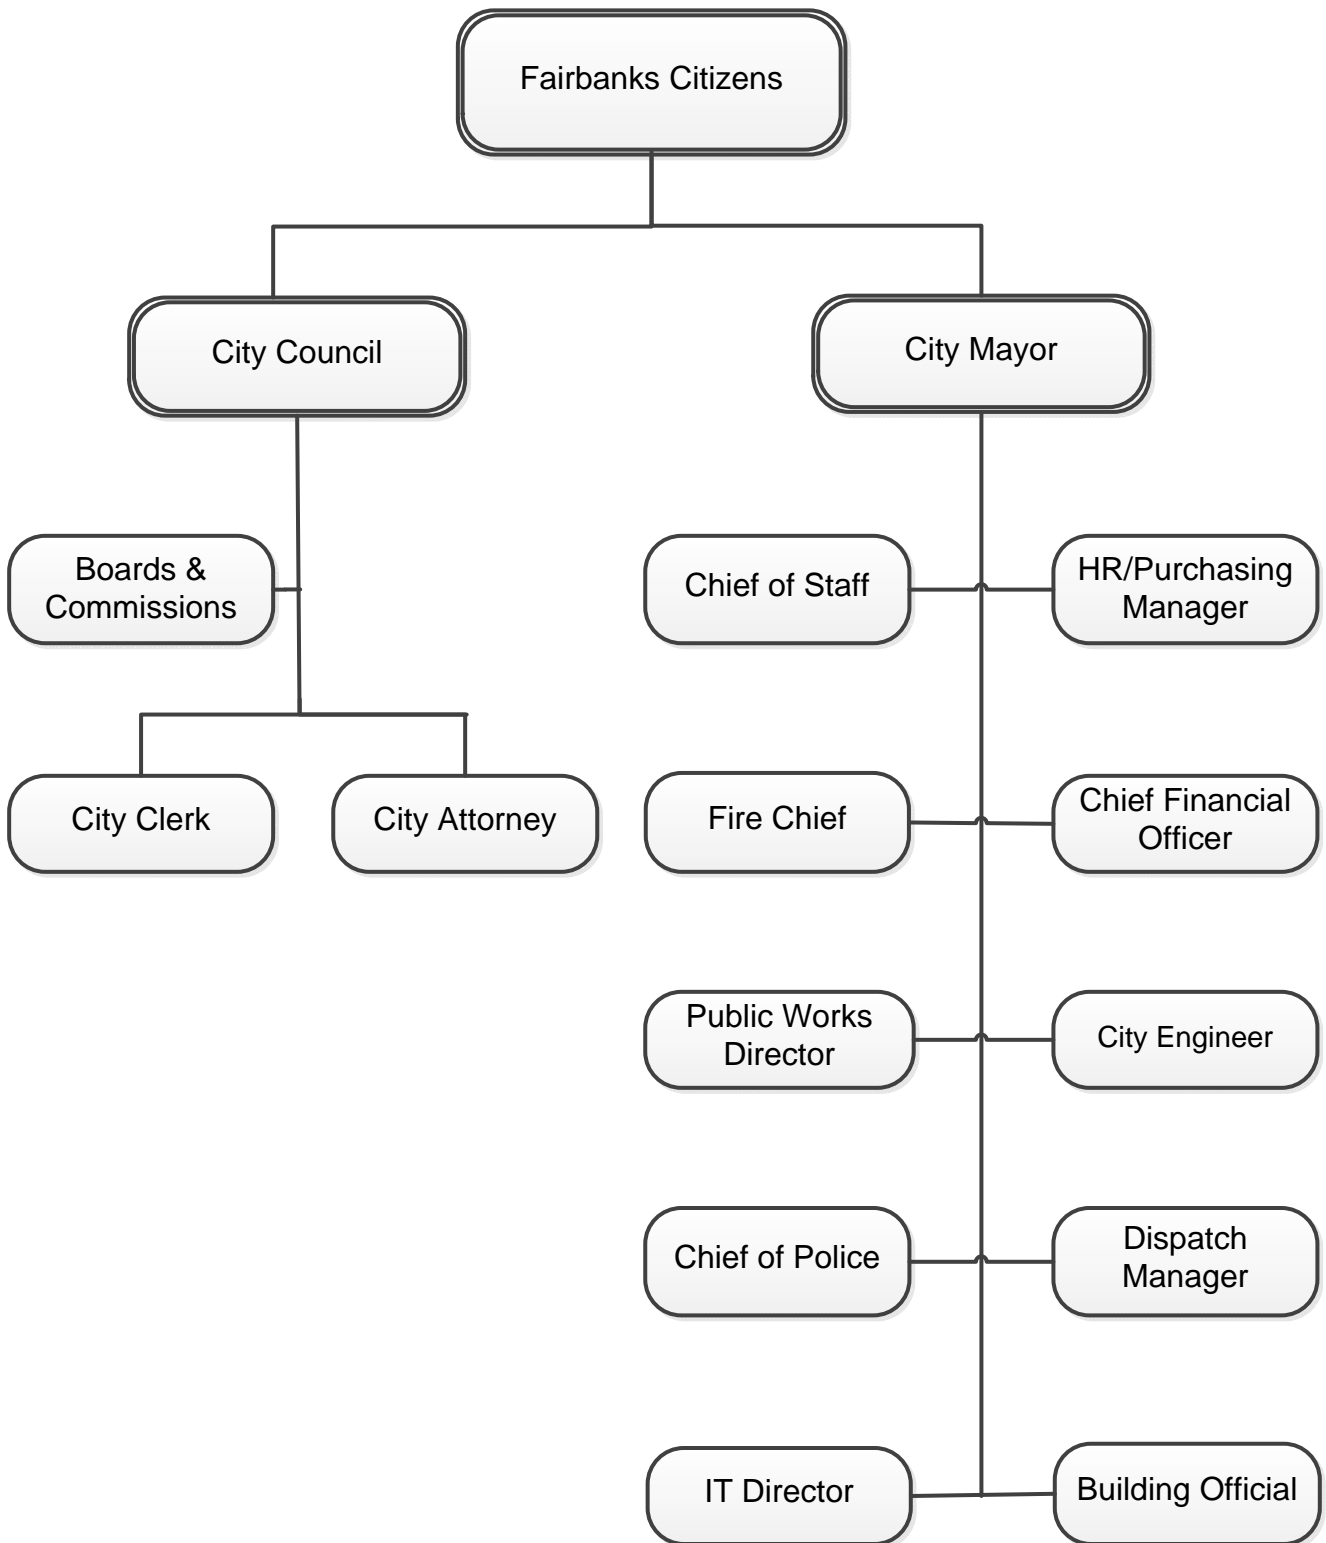 Fairbanks Citizens
City Council
City Mayor
Boards &
Commissions
Chief of Staff
HR/Purchasing
Manager
City Clerk
City Attorney
Fire Chief
Chief Financial
Officer
Public Works
Director
City Engineer
Chief of Police
Dispatch
Manager
IT Director
Building Official